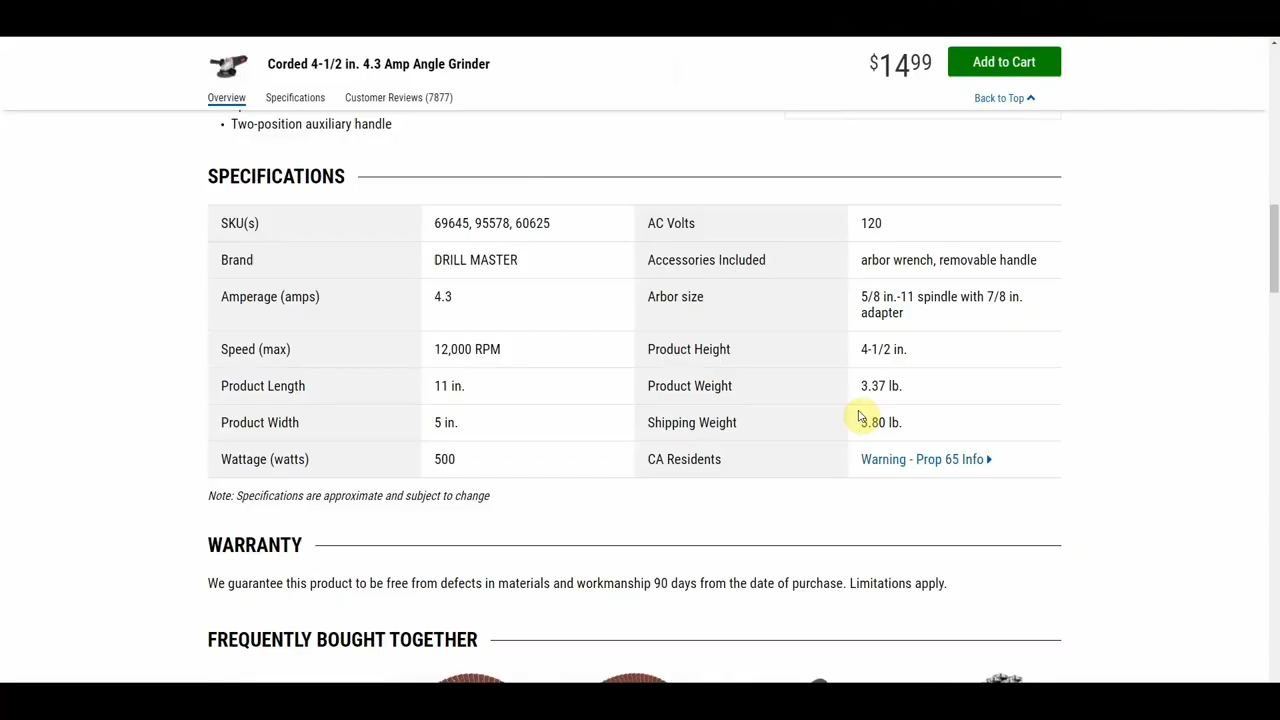 Corded 4-1/2 in. 4.3 Amp Angle Grinder
$14.99
Add to Cart
Overview
Specifications
Customer Reviews (7877)
Back to Top
• Two-position auxiliary handle
SPECIFICATIONS
SKU(s) 69645, 95578, 60625 AC Volts 120
Brand DRILL MASTER Accessories Included arbor wrench, removable handle
Amperage (amps) 4.3 Arbor size 5/8 in.-11 spindle with 7/8 in.
adapter
Speed (max) 12,000 RPM Product Height 4-1/2 in.
Product Length 11 in. Product Weight 3.37 lb.
Product Width 5 in. Shipping Weight 3.80 lb.
Wattage (watts) 500 CA Residents Warning - Prop 65 Info
Note: Specifications are approximate and subject to change
WARRANTY
We guarantee this product to be free from defects in materials and workmanship 90 days from the date of purchase. Limitations apply.
FREQUENTLY BOUGHT TOGETHER